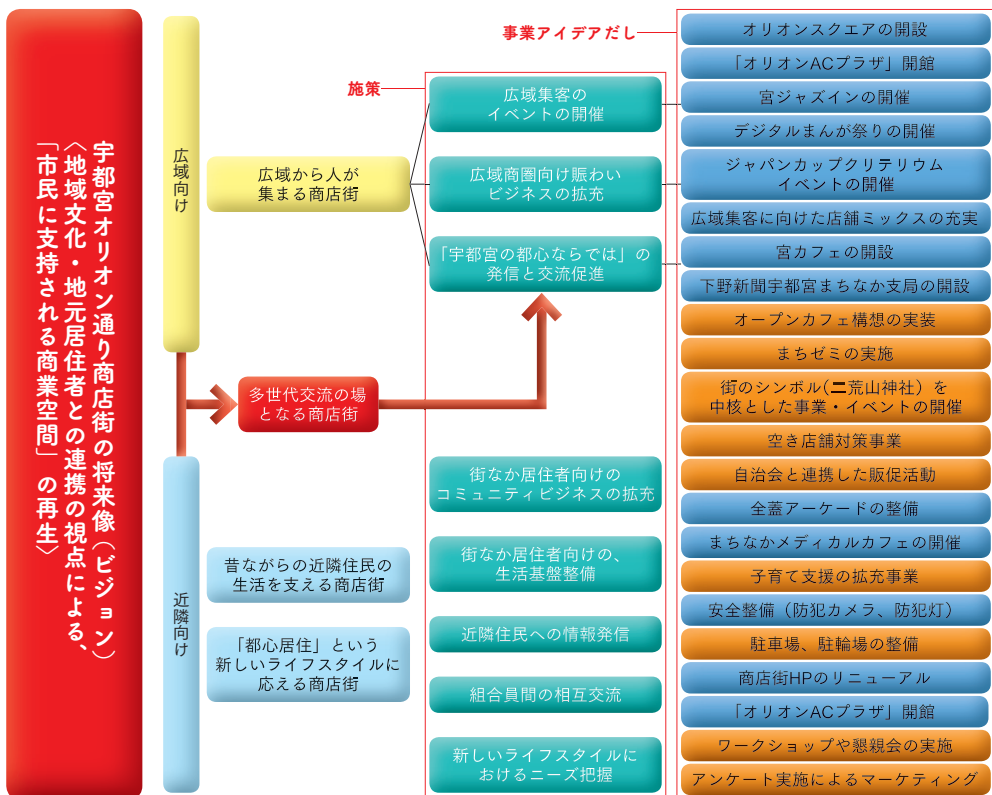 宇都宮オリオン通り商店街の将来像(ビジョン)
〈地域文化・地元居住者との連携の視点による、
「市民に支持される商業空間」の再生〉
広域向け
近隣向け
広域から人が
集まる商店街
多世代交流の場
となる商店街
昔ながらの近隣住民の
生活を支える商店街
「都心居住」という
新しいライフスタイルに
応える商店街
施策
広域集客の
イベントの開催
広域商圏向け賑わい
ビジネスの拡充
「宇都宮の都心ならでは」の
発信と交流促進
街なか居住者向けの
コミュニティビジネスの拡充
街なか居住者向けの、
生活基盤整備
近隣住民への情報発信
組合員間の相互交流
新しいライフスタイルに
おけるニーズ把握
事業アイデアだし
オリオンスクエアの開設
「オリオンACプラザ」開館
宮ジャズインの開催
デジタルまんが祭りの開催
ジャパンカップクリテリウム
イベントの開催
広域集客に向けた店舗ミックスの充実
宮カフェの開設
下野新聞宇都宮まちなか支局の開設
オープンカフェ構想の実装
まちゼミの実施
街のシンボル(二荒山神社)を
中核とした事業・イベントの開催
空き店舗対策事業
自治会と連携した販促活動
全蓋アーケードの整備
まちなかメディカルカフェの開催
子育て支援の拡充事業
安全整備(防犯カメラ、防犯灯)
駐車場、駐輪場の整備
商店街HPのリニューアル
「オリオンACプラザ」開館
ワークショップや懇親会の実施
アンケート実施によるマーケティング